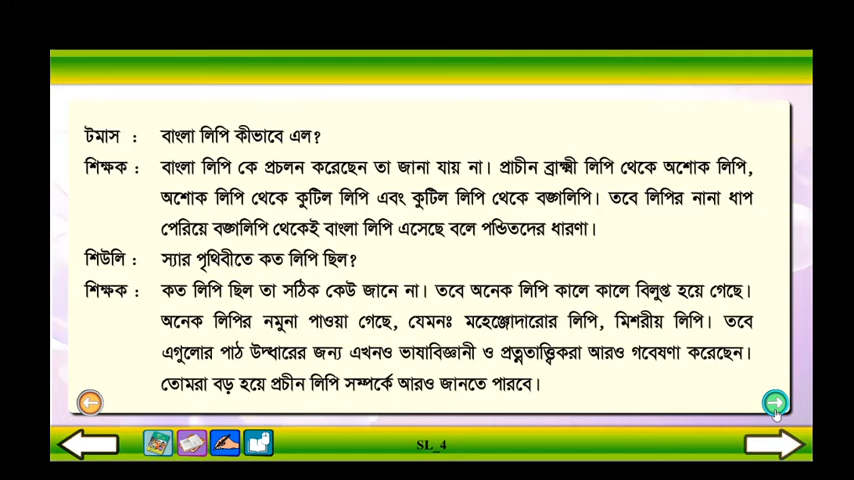 টমাস : বাংলা লিপি কীভাবে এল?
শিক্ষক : বাংলা লিপি কে প্রচলন করেছেন তা জানা যায় না। প্রাচীন ব্রাহ্মী লিপি থেকে অশোক লিপি,
অশোক লিপি থেকে কুটিল লিপি এবং কুটিল লিপি থেকে বঙ্গলিপি। তবে লিপির নানা ধাপ
পেরিয়ে বঙ্গলিপি থেকেই বাংলা লিপি এসেছে বলে পন্ডিতদের ধারণা।
শিউলি : স্যার পৃথিবীতে কত লিপি ছিল?
শিক্ষক : কত লিপি ছিল তা সঠিক কেউ জানে না। তবে অনেক লিপি কালে কালে বিলুপ্ত হয়ে গেছে।
অনেক লিপির নমুনা পাওয়া গেছে, যেমনঃ মহেঞ্জোদারোর লিপি, মিশরীয় লিপি। তবে
এগুলোর পাঠ উদ্ধারের জন্য এখনও ভাষাবিজ্ঞানী ও প্রত্নতাত্ত্বিকরা আরও গবেষণা করেছেন।
তোমরা বড় হয়ে প্রচীন লিপি সম্পর্কে আরও জানতে পারবে।
SL_4